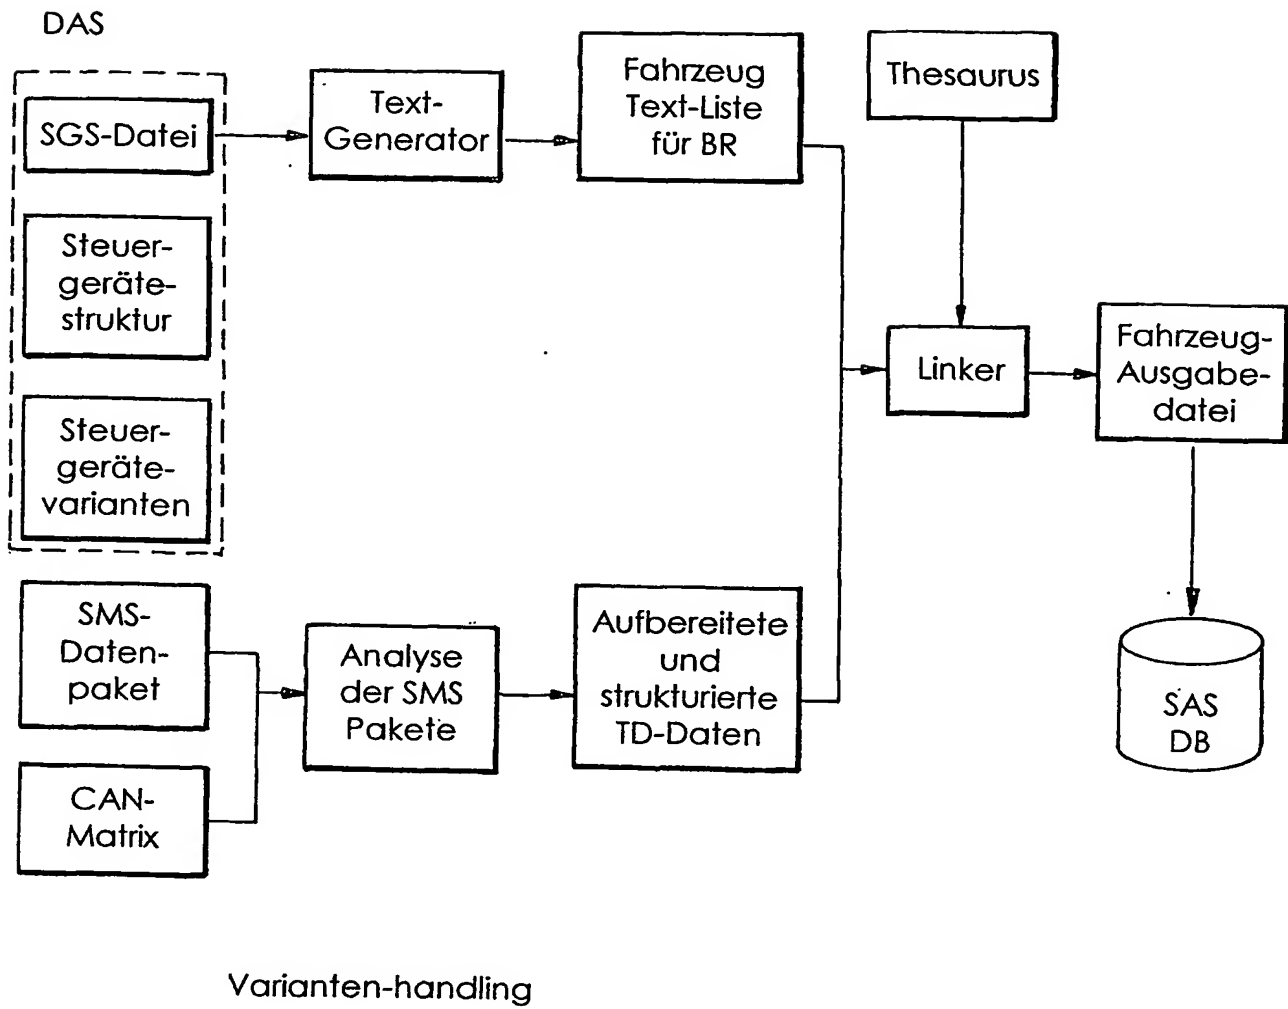 DAS
SGS-Datei
Text-
Generator
Fahrzeug
Text-Liste
für BR
Thesaurus
Steuer-
geräte-
struktur
Steuer-
geräte-
varianten
Linker
Fahrzeug-
Ausgabe-
datei
SMS-
Daten-
paket
CAN-
Matrix
Analyse
der SMS
Pakete
Aufbereitete
und
strukturierte
TD-Daten
SAS
DB
Varianten-handling